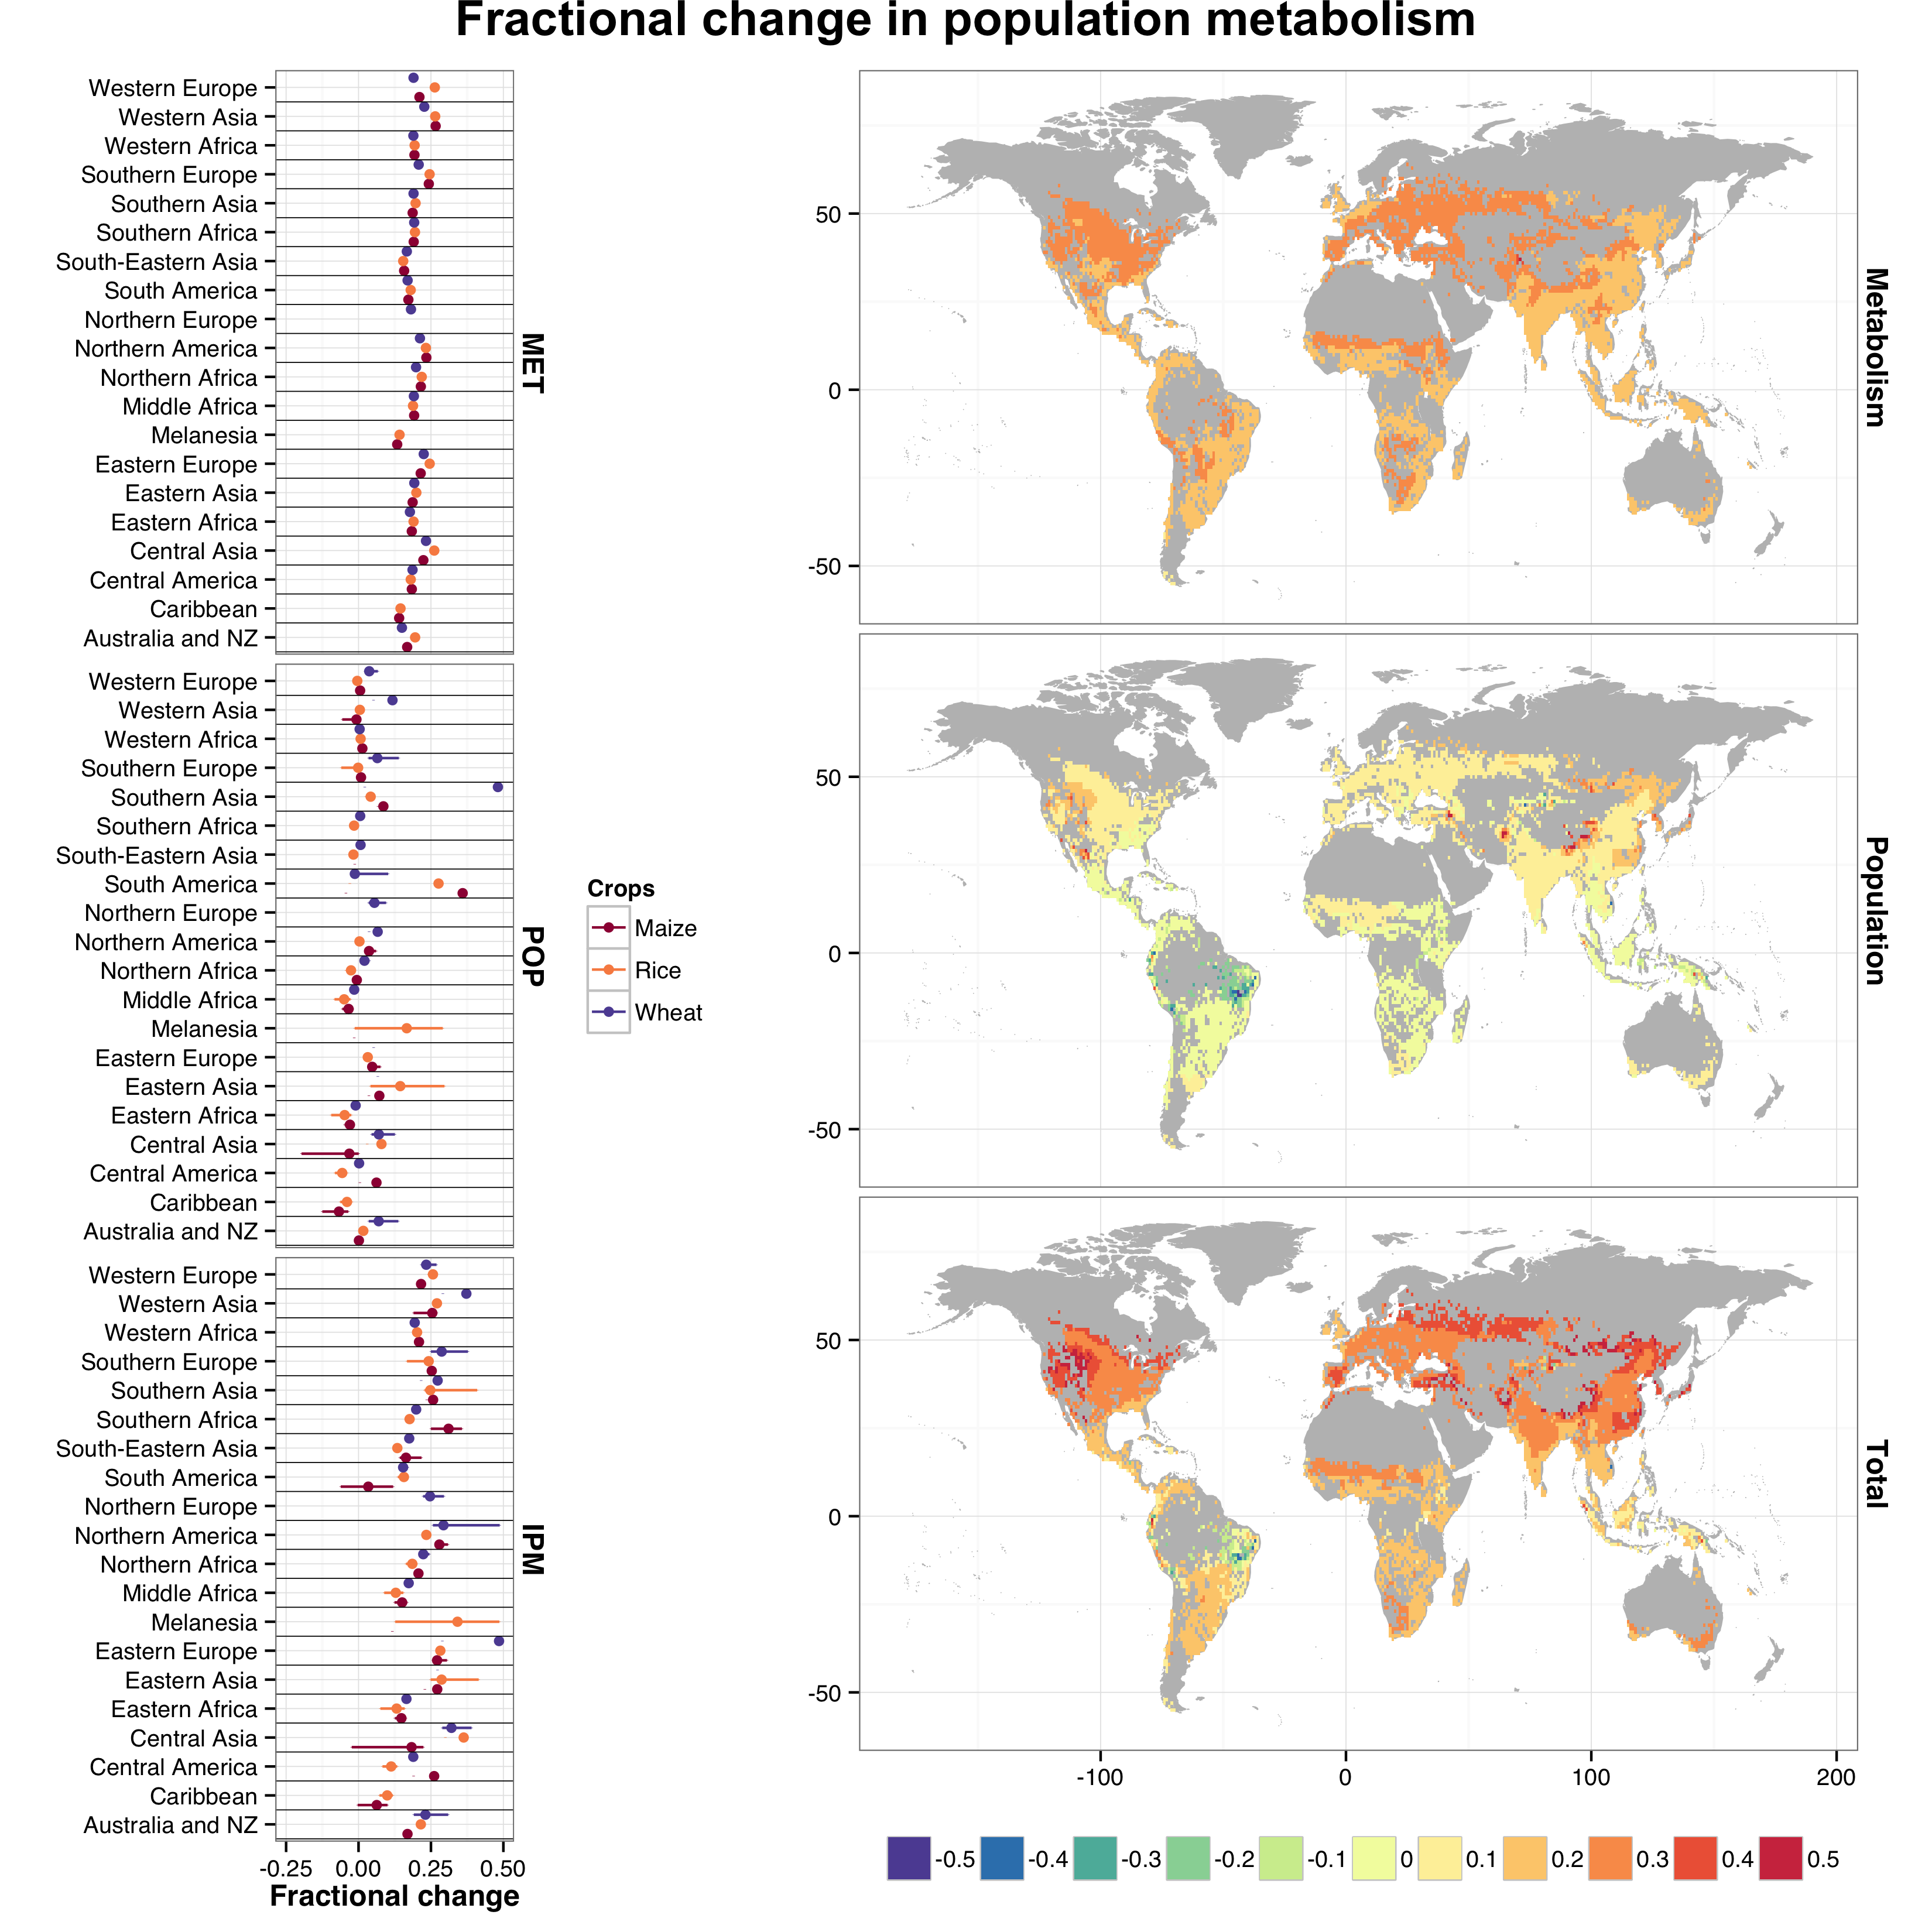 Fractional change in population metabolism
Western Europe
Western Asia
Western Africa
Southern Europe
Southern Asia
Southern Africa
South-Eastern Asia
South America
Northern Europe
Northern America
Northern Africa
Middle Africa
Melanesia
Eastern Europe
Eastern Asia
Eastern Africa
Central Asia
Central America
Caribbean
Australia and NZ
MET
Western Europe
Western Asia
Western Africa
Southern Europe
Southern Asia
Southern Africa
South-Eastern Asia
South America
Northern Europe
Northern America
Northern Africa
Middle Africa
Melanesia
Eastern Europe
Eastern Asia
Eastern Africa
Central Asia
Central America
Caribbean
Australia and NZ
POP
Western Europe
Western Asia
Western Africa
Southern Europe
Southern Asia
Southern Africa
South-Eastern Asia
South America
Northern Europe
Northern America
Northern Africa
Middle Africa
Melanesia
Eastern Europe
Eastern Asia
Eastern Africa
Central Asia
Central America
Caribbean
Australia and NZ
IPM
-0.25 0.00 0.25 0.50
Fractional change
Crops
Maize
Rice
Wheat
50
0
-50
Metabolism
50
0
-50
Population
50
0
-50
Total
-100 0 100 200
-0.5 -0.4 -0.3 -0.2 -0.1 0 0.1 0.2 0.3 0.4 0.5